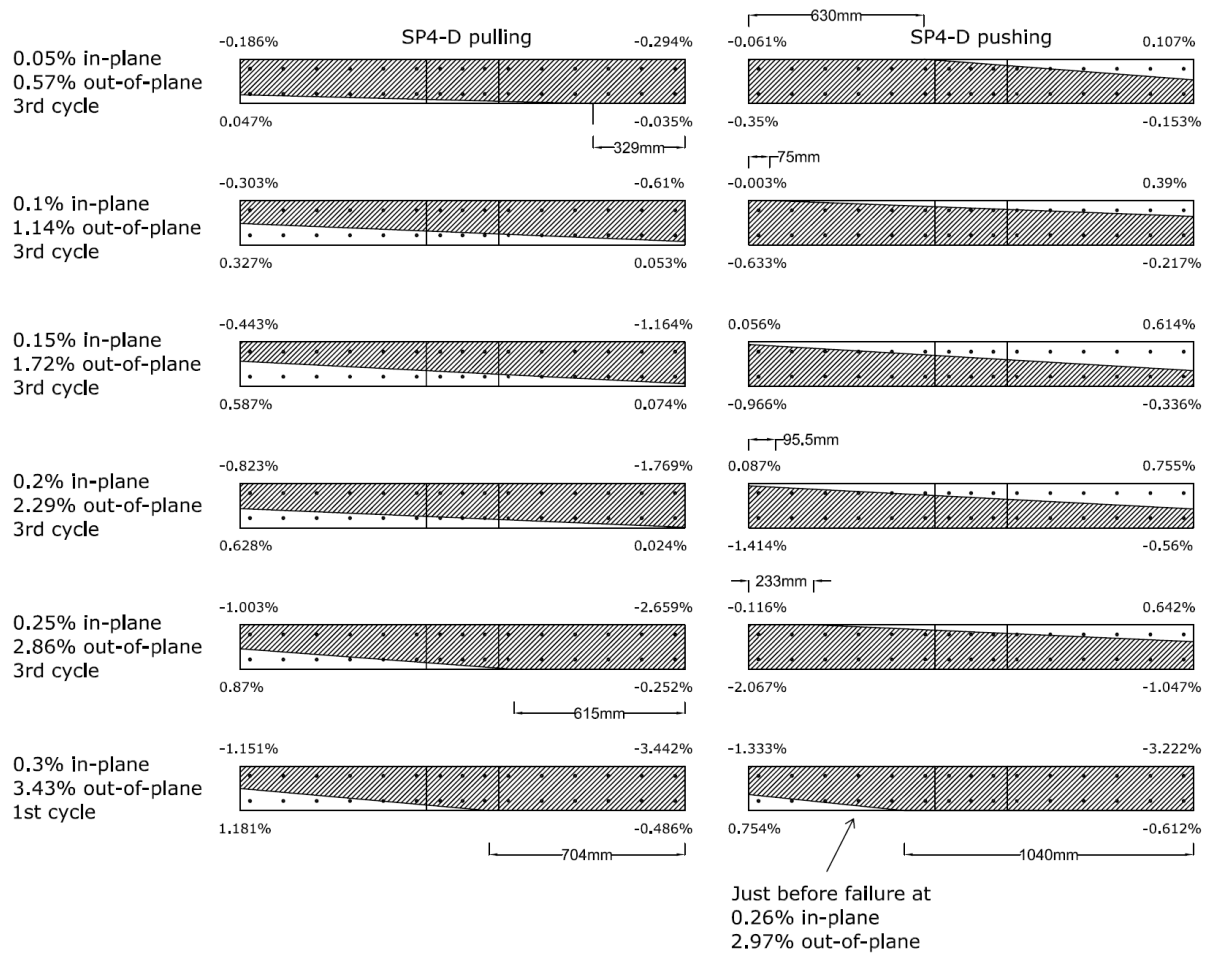 630mm
SP4-D pulling
SP4-D pushing
0.05% in-plane
0.57% out-of-plane
3rd cycle
-0.186%
-0.294%
-0.061%
0.107%
0.047%
-0.035%
-0.35%
-0.153%
329mm
75mm
0.1% in-plane
1.14% out-of-plane
3rd cycle
-0.303%
-0.61%
-0.003%
0.39%
0.327%
0.053%
-0.633%
-0.217%
0.15% in-plane
1.72% out-of-plane
3rd cycle
-0.443%
-1.164%
0.056%
0.614%
0.587%
0.074%
-0.966%
-0.336%
95.5mm
0.2% in-plane
2.29% out-of-plane
3rd cycle
-0.823%
-1.769%
0.087%
0.755%
0.628%
0.024%
-1.414%
-0.56%
233mm
0.25% in-plane
2.86% out-of-plane
3rd cycle
-1.003%
-2.659%
-0.116%
0.642%
0.87%
-0.252%
-2.067%
-1.047%
615mm
0.3% in-plane
3.43% out-of-plane
1st cycle
-1.151%
-3.442%
-1.333%
-3.222%
1.181%
-0.486%
0.754%
-0.612%
704mm
1040mm
Just before failure at
0.26% in-plane
2.97% out-of-plane